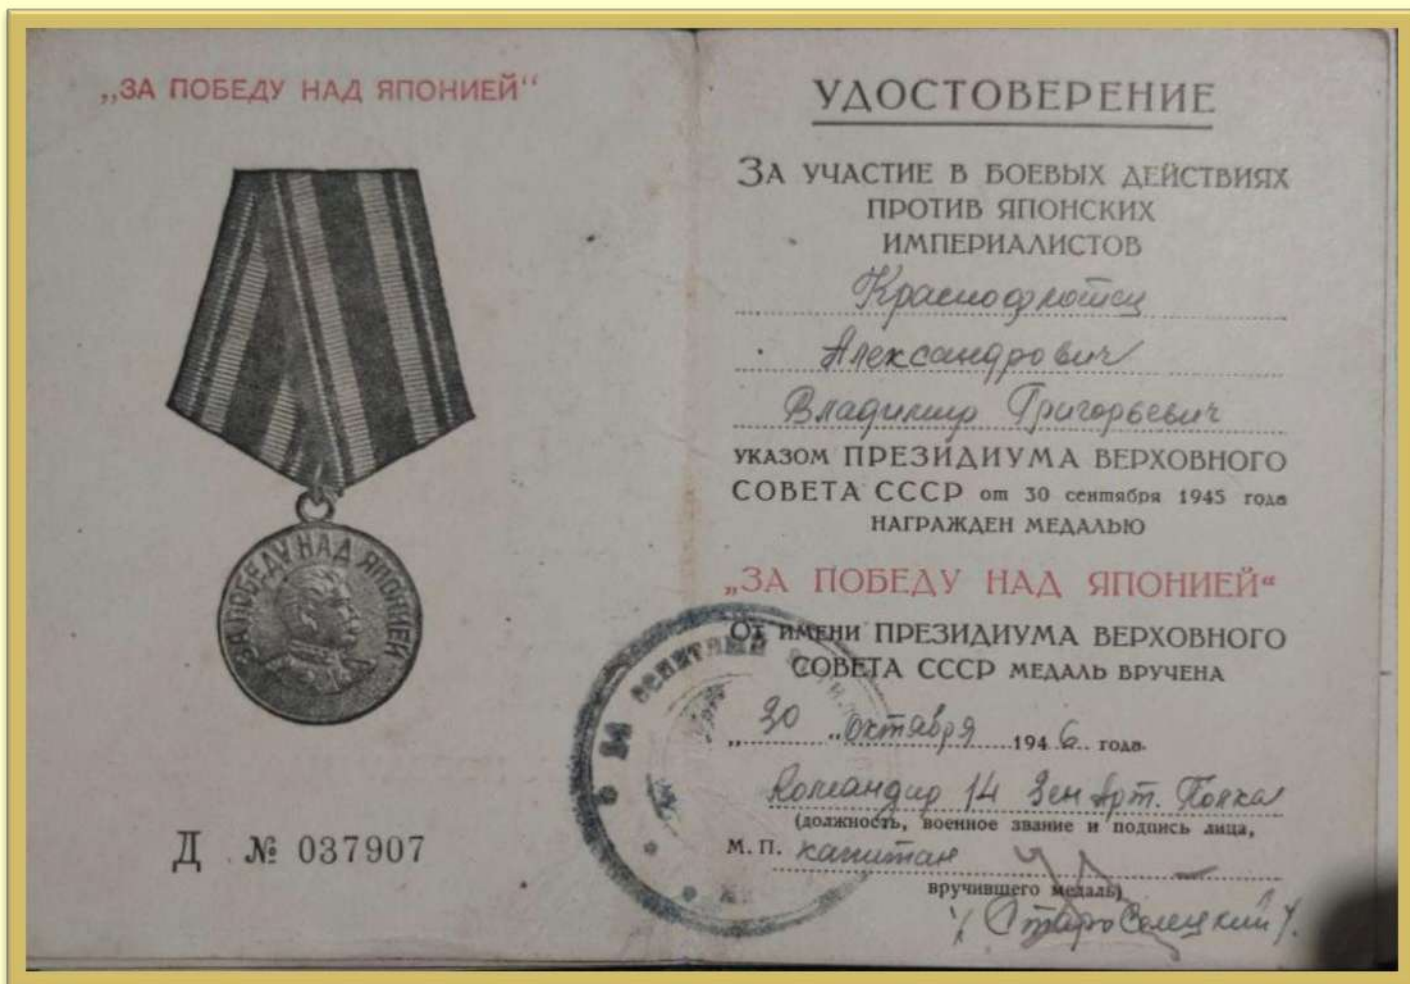 „ЗА ПОБЕДУ НАД ЯПОНИЕЙ“
ЗА ПОБЕДУ НАД ЯПОНИЕЙ
Д № 037907
УДОСТОВЕРЕНИЕ
ЗА УЧАСТИЕ В БОЕВЫХ ДЕЙСТВИЯХ
ПРОТИВ ЯПОНСКИХ
ИМПЕРИАЛИСТОВ
Краснофлотец
Александрович
Владимир Григорьевич
УКАЗОМ ПРЕЗИДИУМА ВЕРХОВНОГО
СОВЕТА СССР от 30 сентября 1945 года
НАГРАЖДЕН МЕДАЛЬЮ
„ЗА ПОБЕДУ НАД ЯПОНИЕЙ“
ОТ ИМЕНИ ПРЕЗИДИУМА ВЕРХОВНОГО
СОВЕТА СССР МЕДАЛЬ ВРУЧЕНА
„30 „ октября 1946 года.
Командир 14 Зен Арт. Полка
(должность, военное звание и подпись лица,
М. П. капитан
вручившего медаль)
/ СтароСелецкий /.